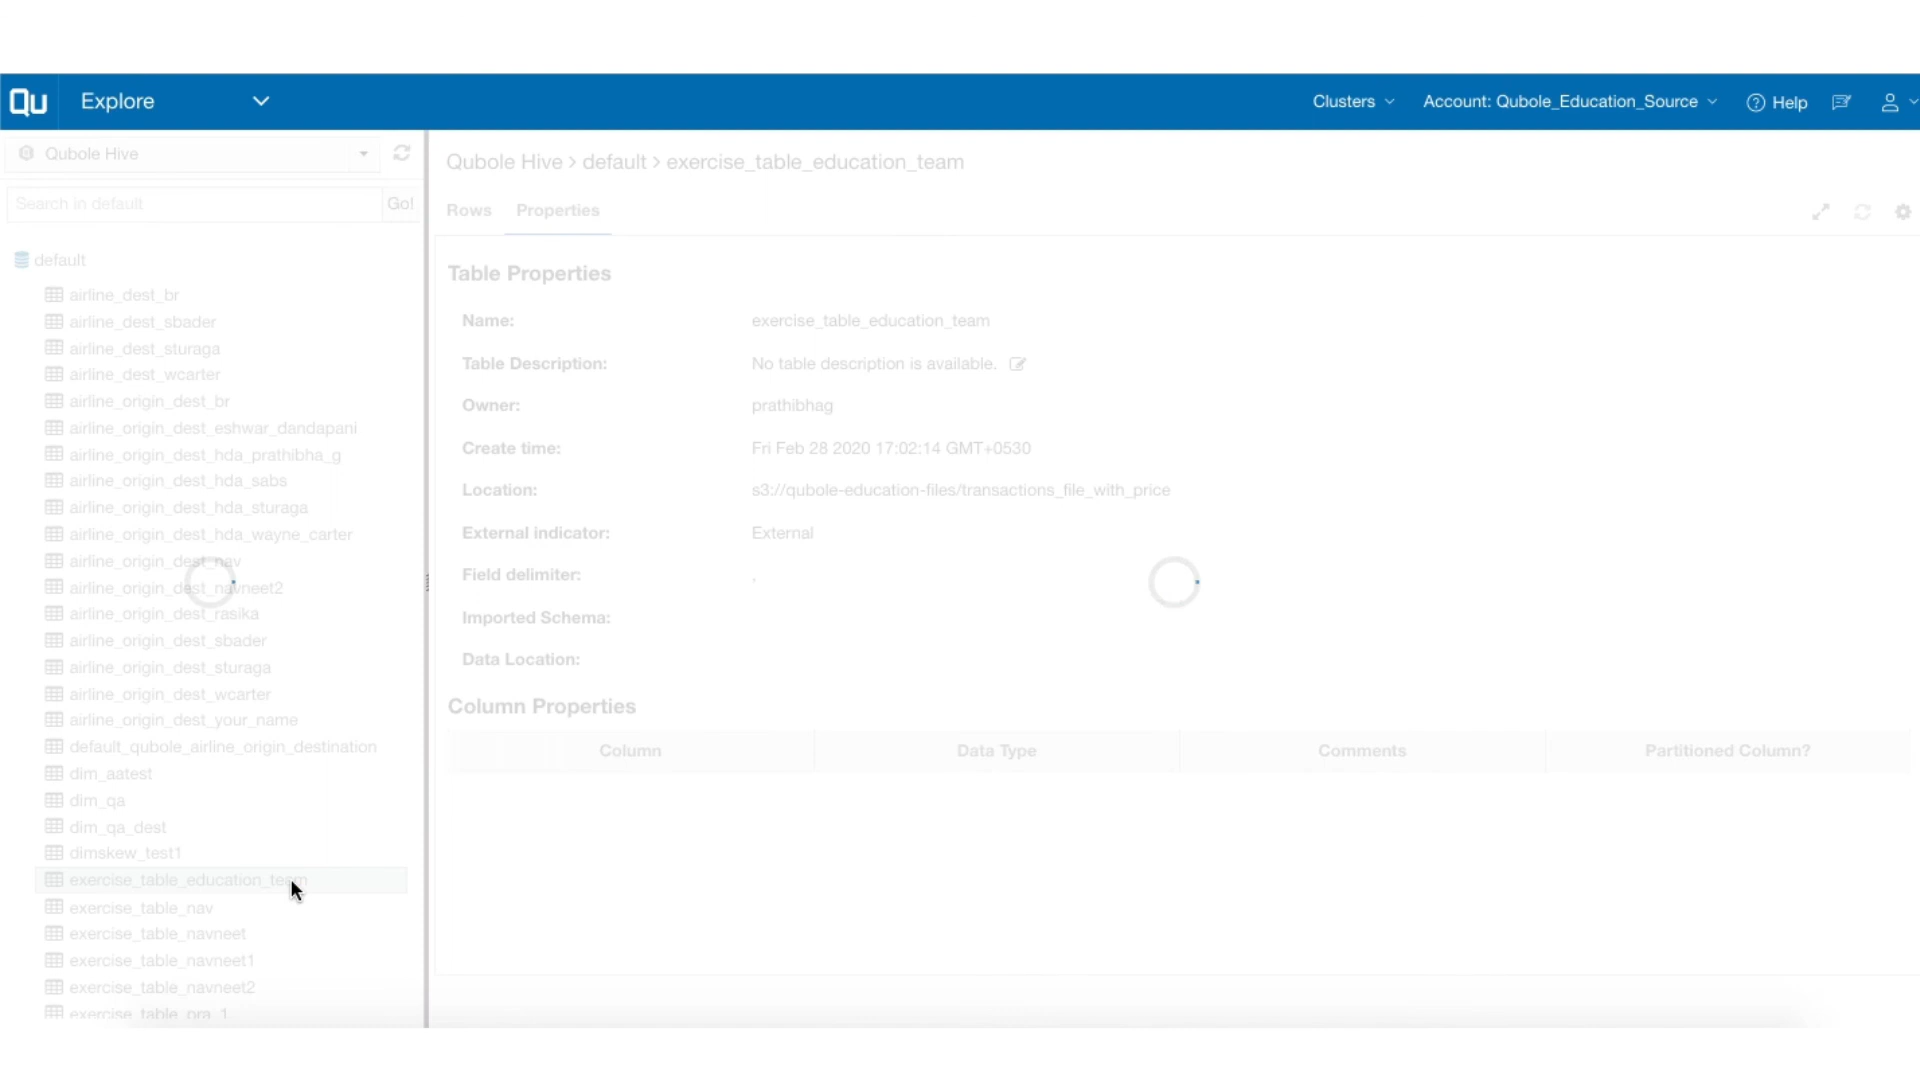 Qu Explore Clusters Account: Qubole_Education_Source Help
Qubole Hive
Search in default Go!
default
airline_dest_br
airline_dest_sbader
airline_dest_sturaga
airline_dest_wcarter
airline_origin_dest_br
airline_origin_dest_eshwar_dandapani
airline_origin_dest_hda_prathibha_g
airline_origin_dest_hda_sabs
airline_origin_dest_hda_sturaga
airline_origin_dest_hda_wayne_carter
airline_origin_dest_nav
airline_origin_dest_navneet2
airline_origin_dest_rasika
airline_origin_dest_sbader
airline_origin_dest_sturaga
airline_origin_dest_wcarter
airline_origin_dest_your_name
default_qubole_airline_origin_destination
dim_aatest
dim_qa
dim_qa_dest
dimskew_test1
exercise_table_education_team
exercise_table_nav
exercise_table_navneet
exercise_table_navneet1
exercise_table_navneet2
exercise_table_pra_1
Qubole Hive > default > exercise_table_education_team
Rows Properties
Table Properties
Name: exercise_table_education_team
Table Description: No table description is available.
Owner: prathibhag
Create time: Fri Feb 28 2020 17:02:14 GMT+0530
Location: s3://qubole-education-files/transactions_file_with_price
External indicator: External
Field delimiter: ,
Imported Schema:
Data Location:
Column Properties
Column Data Type Comments Partitioned Column?